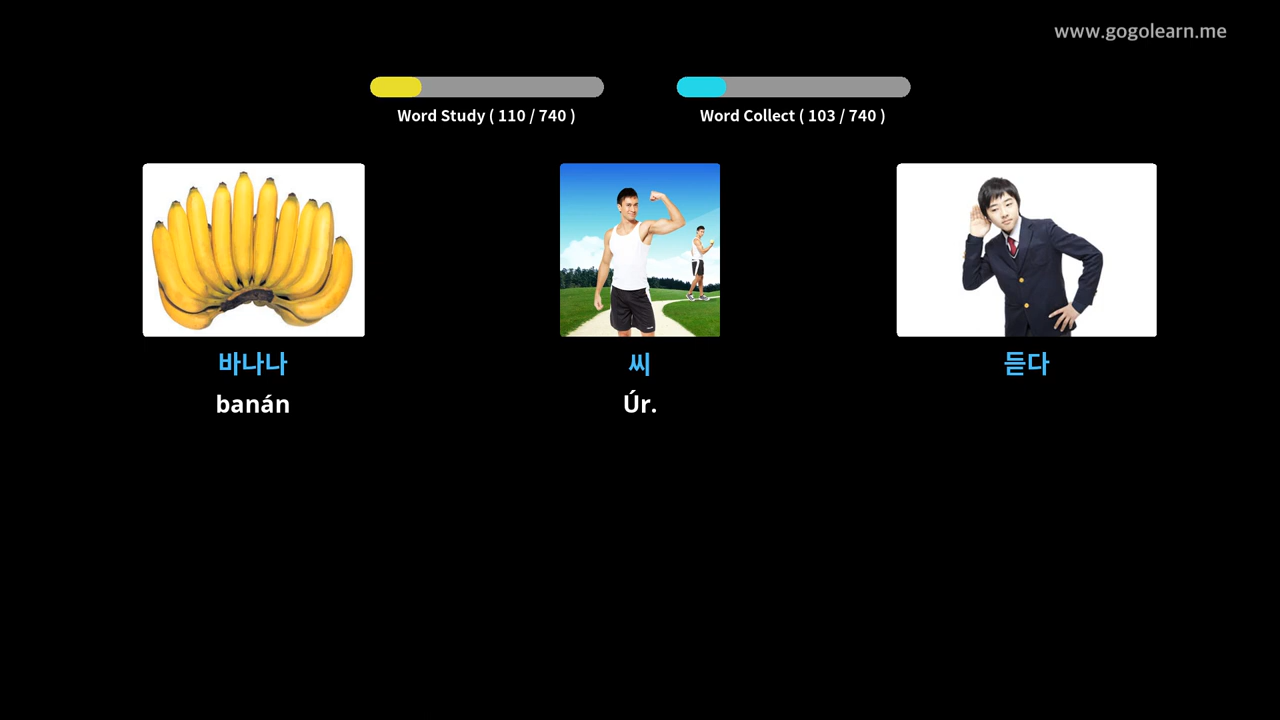 www.gogolearn.me
Word Study ( 110 / 740 )
Word Collect ( 103 / 740 )
바나나
씨
듣다
banán
Úr.